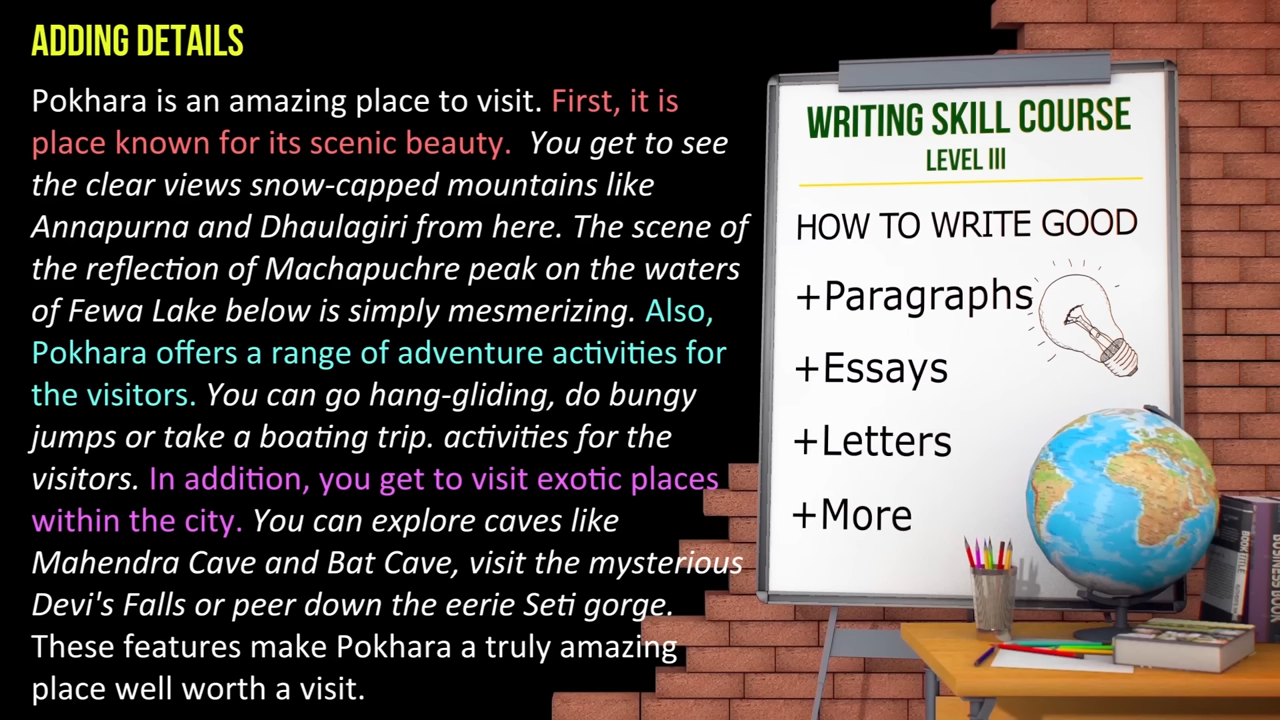 ADDING DETAILS
Pokhara is an amazing place to visit. First, it is
place known for its scenic beauty. You get to see
the clear views snow-capped mountains like
Annapurna and Dhaulagiri from here. The scene of
the reflection of Machapuchre peak on the waters
of Fewa Lake below is simply mesmerizing. Also,
Pokhara offers a range of adventure activities for
the visitors. You can go hang-gliding, do bungy
jumps or take a boating trip. activities for the
visitors. In addition, you get to visit exotic places
within the city. You can explore caves like
Mahendra Cave and Bat Cave, visit the mysterious
Devi's Falls or peer down the eerie Seti gorge.
These features make Pokhara a truly amazing
place well worth a visit.
WRITING SKILL COURSE
LEVEL III
HOW TO WRITE GOOD
+Paragraphs
+Essays
+Letters
+More
BUSINESS BOOK